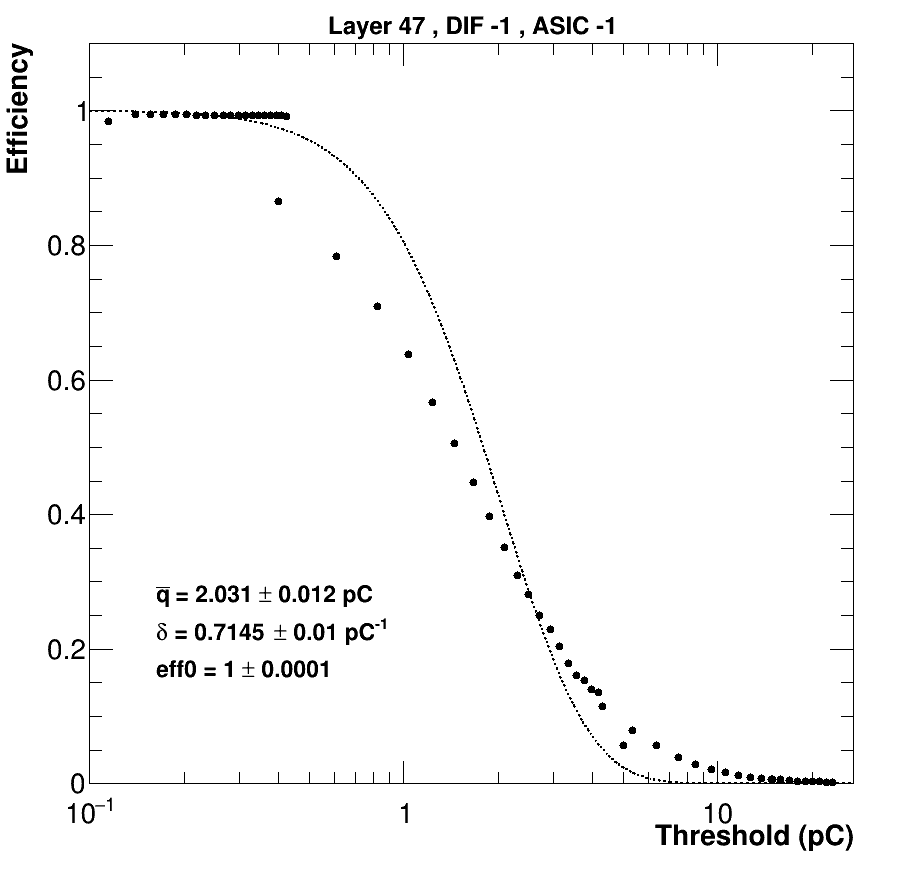 Layer 47 , DIF -1 , ASIC -1
Efficiency
1
0.8
0.6
0.4
0.2
0
q̅ = 2.031 ± 0.012 pC
δ = 0.7145 ± 0.01 pC⁻¹
eff0 = 1 ± 0.0001
10⁻¹
1
10
Threshold (pC)